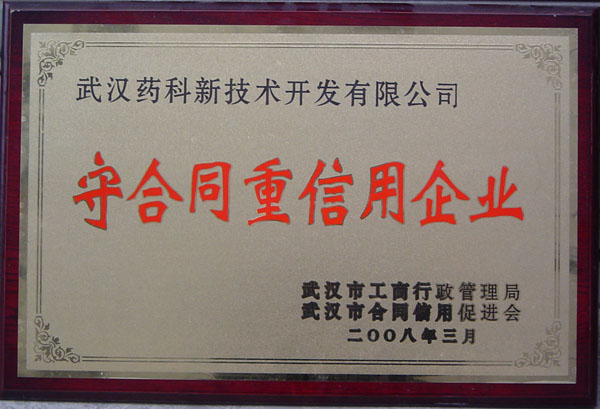 武汉药科新技术开发有限公司
守合同重信用企业
武汉市工商行政管理局
武汉市合同信用促进会
二〇〇八年三月